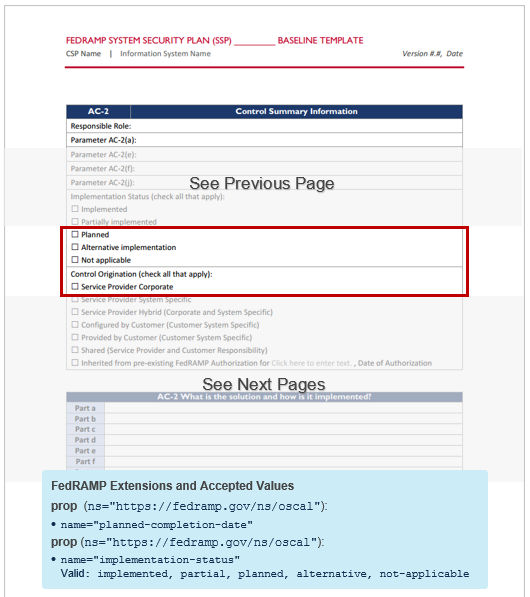 FEDRAMP SYSTEM SECURITY PLAN (SSP) ________ BASELINE TEMPLATE
CSP Name | Information System Name Version #.#, Date
AC-2 Control Summary Information
Responsible Role:
Parameter AC-2(a):
Parameter AC-2(e):
Parameter AC-2(f):
Parameter AC-2(j):
See Previous Page
Implementation Status (check all that apply):
☐ Implemented
☐ Partially implemented
☐ Planned
☐ Alternative implementation
☐ Not applicable
Control Origination (check all that apply):
☐ Service Provider Corporate
☐ Service Provider System Specific
☐ Service Provider Hybrid (Corporate and System Specific)
☐ Configured by Customer (Customer System Specific)
☐ Provided by Customer (Customer System Specific)
☐ Shared (Service Provider and Customer Responsibility)
☐ Inherited from pre-existing FedRAMP Authorization for Click here to enter text. , Date of Authorization
See Next Pages
AC-2 What is the solution and how is it implemented?
Part a
Part b
Part c
Part d
Part e
Part f
FedRAMP Extensions and Accepted Values
prop (ns="https://fedramp.gov/ns/oscal"):
• name="planned-completion-date"
prop (ns="https://fedramp.gov/ns/oscal"):
• name="implementation-status"
Valid: implemented, partial, planned, alternative, not-applicable